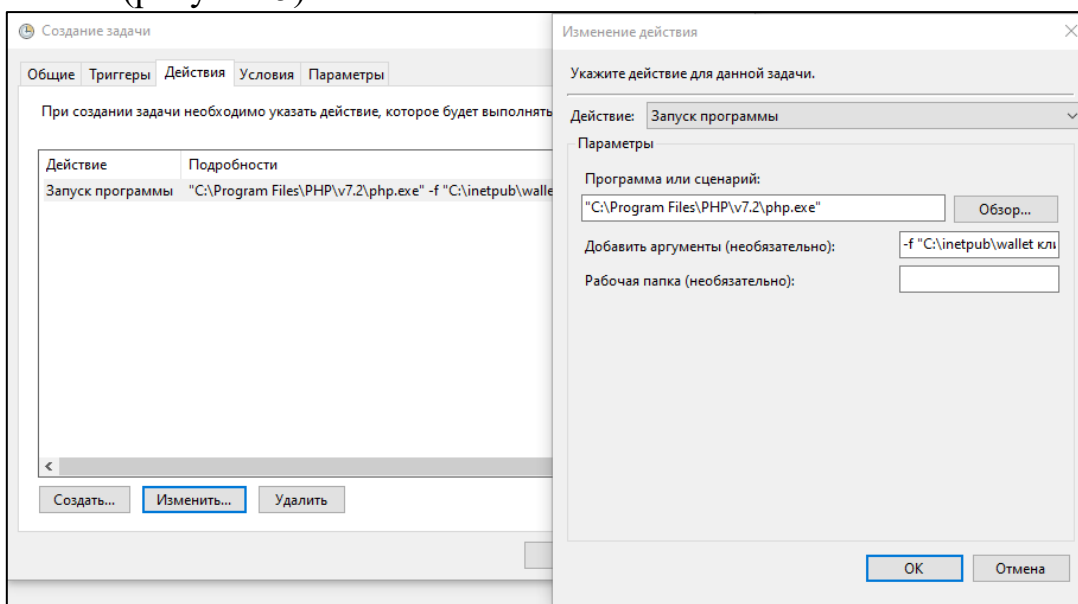 Создание задачи
Общие Триггеры Действия Условия Параметры
При создании задачи необходимо указать действие, которое будет выполнять
Действие Подробности
Запуск программы "C:\Program Files\PHP\v7.2\php.exe" -f "C:\inetpub\walle
Создать... Изменить... Удалить
Изменение действия
Укажите действие для данной задачи.
Действие: Запуск программы
Параметры
Программа или сценарий:
"C:\Program Files\PHP\v7.2\php.exe" Обзор...
Добавить аргументы (необязательно): -f "C:\inetpub\wallet кли
Рабочая папка (необязательно):
OK Отмена